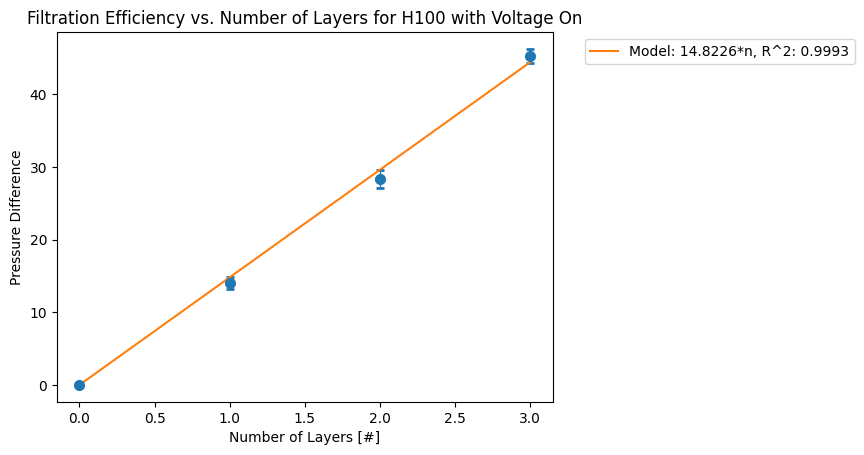 Filtration Efficiency vs. Number of Layers for H100 with Voltage On
Model: 14.8226*n, R^2: 0.9993
Pressure Difference
40
30
20
10
0
0.0 0.5 1.0 1.5 2.0 2.5 3.0
Number of Layers [#]